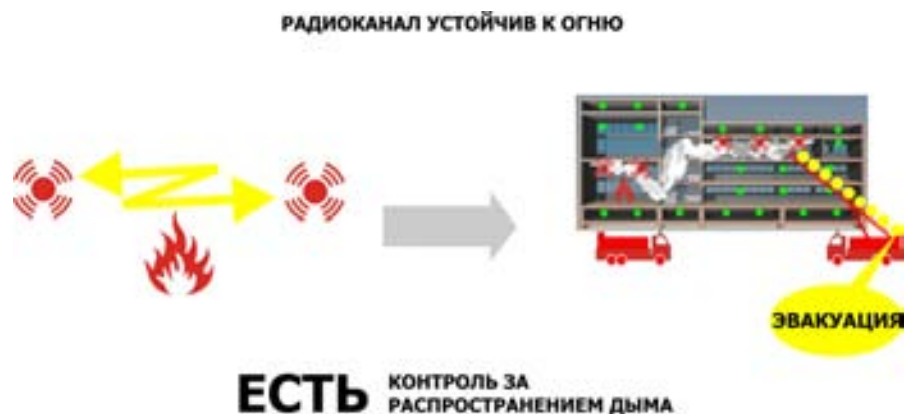 РАДИОКАНАЛ УСТОЙЧИВ К ОГНЮ
ЭВАКУАЦИЯ
ЕСТЬ КОНТРОЛЬ ЗА
РАСПРОСТРАНЕНИЕМ ДЫМА